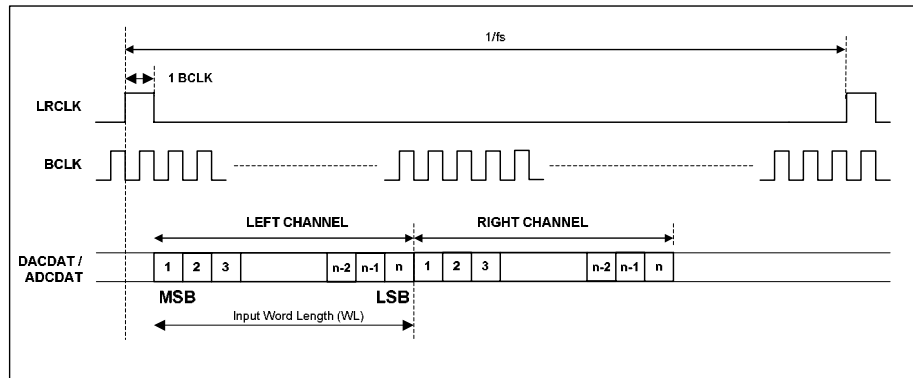 1/fs
1 BCLK
LRCLK
BCLK
LEFT CHANNEL RIGHT CHANNEL
DACDAT /
ADCDAT
1 2 3 n-2 n-1 n 1 2 3 n-2 n-1 n
MSB LSB
Input Word Length (WL)